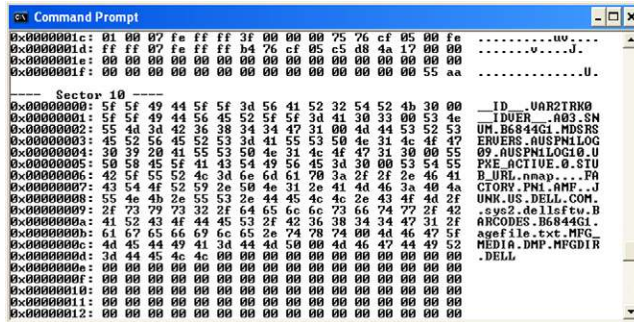 Command Prompt
0x0000001c: 01 00 07 fe ff ff 3f 00 00 00 75 76 cf 05 00 fe ..........uv....
0x0000001d: ff ff 07 fe ff ff b4 76 cf 05 c5 d8 4a 17 00 00 .......v....J.
0x0000001e: 00 00 00 00 00 00 00 00 00 00 00 00 00 00 00 00
0x0000001f: 00 00 00 00 00 00 00 00 00 00 00 00 00 00 55 aa ..............U.
---- Sector 10 ----
0x00000000: 5f 5f 49 44 5f 5f 3d 56 41 52 32 54 52 4b 30 00 __ID__.VAR2TRK0
0x00000001: 5f 5f 49 44 56 45 52 5f 5f 3d 41 30 33 00 53 4e __IDVER__.A03.SN
0x00000002: 55 4d 3d 42 36 38 34 34 47 31 00 4d 44 53 52 53 UM.B6844G1.MDSRS
0x00000003: 45 52 56 45 52 53 3d 41 55 53 50 4e 31 4c 4f 47 ERVERS.AUSPN1LOG
0x00000004: 30 39 20 41 55 53 50 4e 31 4c 4f 47 31 30 00 55 09.AUSPN1LOG10.U
0x00000005: 50 58 45 5f 41 43 54 49 56 45 3d 30 00 53 54 55 PXE_ACTIVE.0.STU
0x00000006: 42 5f 55 52 4c 3d 6e 6d 61 70 3a 2f 2f 2e 46 41 B_URL.nmap....FA
0x00000007: 43 54 4f 52 59 2e 50 4e 31 2e 41 4d 46 3a 40 4a CTORY.PN1.AMF..J
0x00000008: 55 4e 4b 2e 55 53 2e 44 45 4c 4c 2e 43 4f 4d 2f UNK.US.DELL.COM.
0x00000009: 2f 73 79 73 32 2f 64 65 6c 6c 73 66 74 77 2f 42 .sys2.dellsftw.B
0x0000000a: 41 52 43 4f 44 45 53 2f 42 36 38 34 34 47 31 2f ARCODES.B6844G1.
0x0000000b: 61 67 65 66 69 6c 65 2e 74 78 74 00 4d 46 47 5f agefile.txt.MFG_
0x0000000c: 4d 45 44 49 41 3d 44 4d 50 00 4d 46 47 44 49 52 MEDIA.DMP.MFGDIR
0x0000000d: 3d 44 45 4c 4c 00 00 00 00 00 00 00 00 00 00 00 .DELL
0x0000000e: 00 00 00 00 00 00 00 00 00 00 00 00 00 00 00 00
0x0000000f: 00 00 00 00 00 00 00 00 00 00 00 00 00 00 00 00
0x00000010: 00 00 00 00 00 00 00 00 00 00 00 00 00 00 00 00
0x00000011: 00 00 00 00 00 00 00 00 00 00 00 00 00 00 00 00
0x00000012: 00 00 00 00 00 00 00 00 00 00 00 00 00 00 00 00